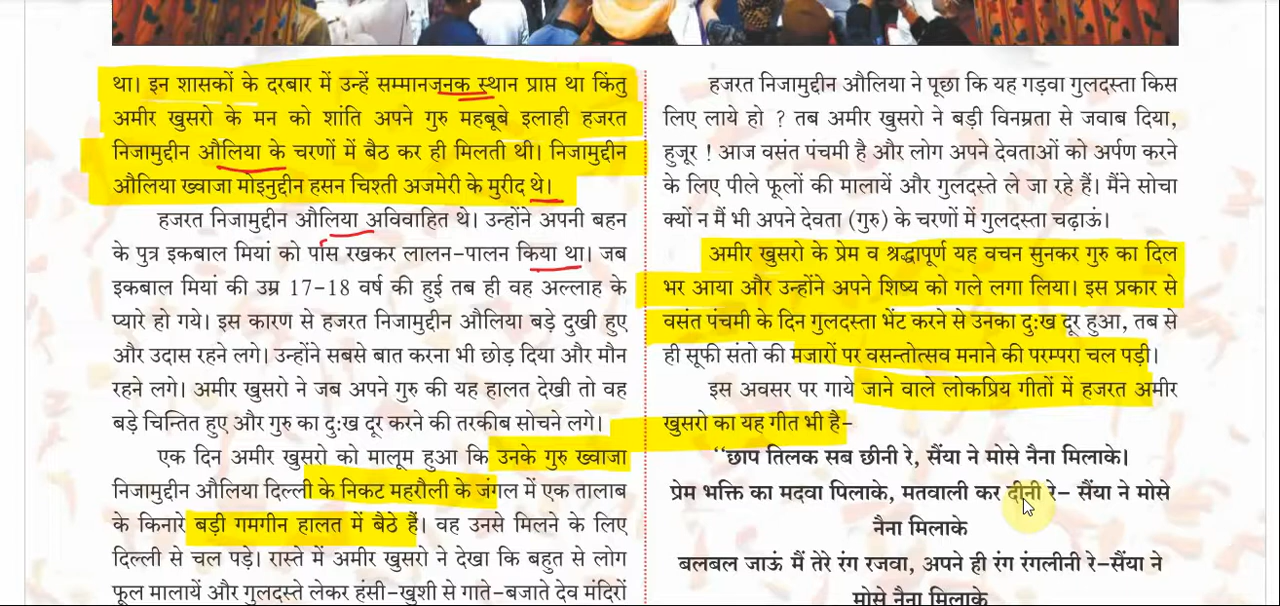 था। इन शासकों के दरबार में उन्हें सम्मानजनक स्थान प्राप्त था किंतु
अमीर खुसरो के मन को शांति अपने गुरु महबूबे इलाही हजरत
निजामुद्दीन औलिया के चरणों में बैठ कर ही मिलती थी। निजामुद्दीन
औलिया ख्वाजा मोइनुद्दीन हसन चिश्ती अजमेरी के मुरीद थे।
हजरत निजामुद्दीन औलिया अविवाहित थे। उन्होंने अपनी बहन
के पुत्र इकबाल मियां को पास रखकर लालन-पालन किया था। जब
इकबाल मियां की उम्र 17-18 वर्ष की हुई तब ही वह अल्लाह के
प्यारे हो गये। इस कारण से हजरत निजामुद्दीन औलिया बड़े दुखी हुए
और उदास रहने लगे। उन्होंने सबसे बात करना भी छोड़ दिया और मौन
रहने लगे। अमीर खुसरो ने जब अपने गुरु की यह हालत देखी तो वह
बड़े चिन्तित हुए और गुरु का दुःख दूर करने की तरकीब सोचने लगे।
एक दिन अमीर खुसरो को मालूम हुआ कि उनके गुरु ख्वाजा
निजामुद्दीन औलिया दिल्ली के निकट महरौली के जंगल में एक तालाब
के किनारे बड़ी गमगीन हालत में बैठे हैं। वह उनसे मिलने के लिए
दिल्ली से चल पड़े। रास्ते में अमीर खुसरो ने देखा कि बहुत से लोग
फूल मालायें और गुलदस्ते लेकर हंसी-खुशी से गाते-बजाते देव मंदिरों
हजरत निजामुद्दीन औलिया ने पूछा कि यह गड़वा गुलदस्ता किस
लिए लाये हो ? तब अमीर खुसरो ने बड़ी विनम्रता से जवाब दिया,
हुजूर ! आज वसंत पंचमी है और लोग अपने देवताओं को अर्पण करने
के लिए पीले फूलों की मालायें और गुलदस्ते ले जा रहे हैं। मैंने सोचा
क्यों न मैं भी अपने देवता (गुरु) के चरणों में गुलदस्ता चढ़ाऊं।
अमीर खुसरो के प्रेम व श्रद्धापूर्ण यह वचन सुनकर गुरु का दिल
भर आया और उन्होंने अपने शिष्य को गले लगा लिया। इस प्रकार से
वसंत पंचमी के दिन गुलदस्ता भेंट करने से उनका दुःख दूर हुआ, तब से
ही सूफी संतो की मजारों पर वसन्तोत्सव मनाने की परम्परा चल पड़ी।
इस अवसर पर गाये जाने वाले लोकप्रिय गीतों में हजरत अमीर
खुसरो का यह गीत भी है-
‘‘छाप तिलक सब छीनी रे, सैंया ने मोसे नैना मिलाके।
प्रेम भक्ति का मदवा पिलाके, मतवाली कर दीनी रे- सैंया ने मोसे
नैना मिलाके
बलबल जाऊं मैं तेरे रंग रजवा, अपने ही रंग रंगलीनी रे-सैंया ने
मोसे नैना मिलाके